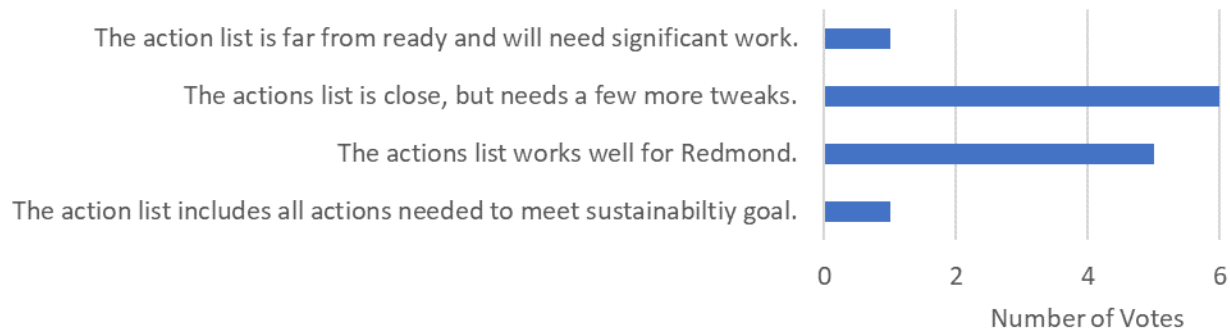 The action list is far from ready and will need significant work.
The actions list is close, but needs a few more tweaks.
The actions list works well for Redmond.
The action list includes all actions needed to meet sustainabiltiy goal.
0 2 4 6
Number of Votes